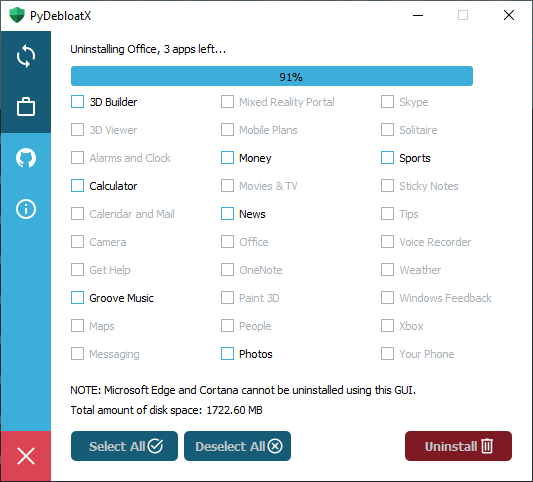 PyDebloatX
Uninstalling Office, 3 apps left...
91%
3D Builder
Mixed Reality Portal
Skype
3D Viewer
Mobile Plans
Solitaire
Alarms and Clock
Money
Sports
Calculator
Movies & TV
Sticky Notes
Calendar and Mail
News
Tips
Camera
Office
Voice Recorder
Get Help
OneNote
Weather
Groove Music
Paint 3D
Windows Feedback
Maps
People
Xbox
Messaging
Photos
Your Phone
NOTE: Microsoft Edge and Cortana cannot be uninstalled using this GUI.
Total amount of disk space: 1722.60 MB
Select All
Deselect All
Uninstall